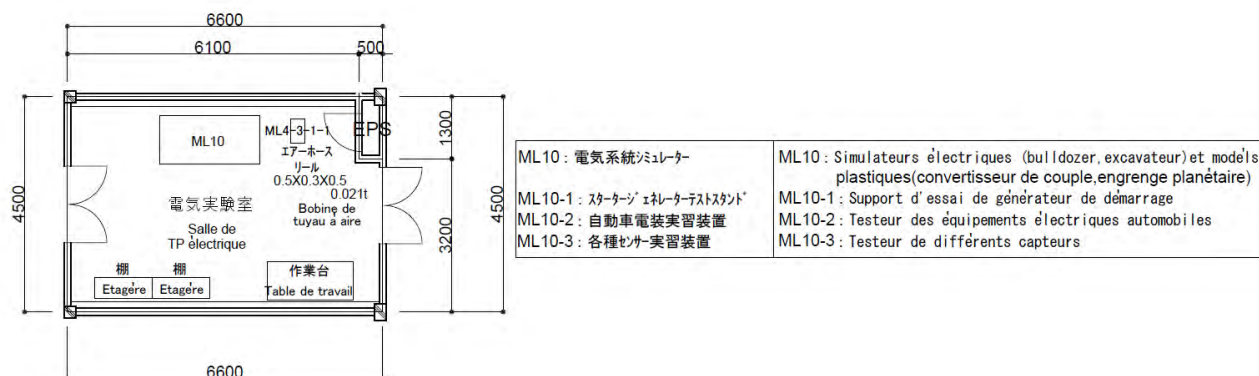 6600
6100
500
ML10
ML4-3-1-1
エアーホース
リール
0.5X0.3X0.5
0.021t
Bobine de
tuyau a aire
EPS
1300
3200
4500
4500
電気実験室
Salle de
TP électrique
棚
棚
Etagère
Etagère
作業台
Table de travail
6600
ML10 : 電気系統シミュレーター
ML10-1 : スタータージェネレーターテストスタンド
ML10-2 : 自動車電装実習装置
ML10-3 : 各種センサー実習装置
ML10 : Simulateurs électriques (bulldozer,excavateur)et models
plastiques(convertisseur de couple,engrenge planétaire)
ML10-1 : Support d'essai de générateur de démarrage
ML10-2 : Testeur des équipements électriques automobiles
ML10-3 : Testeur de différents capteurs